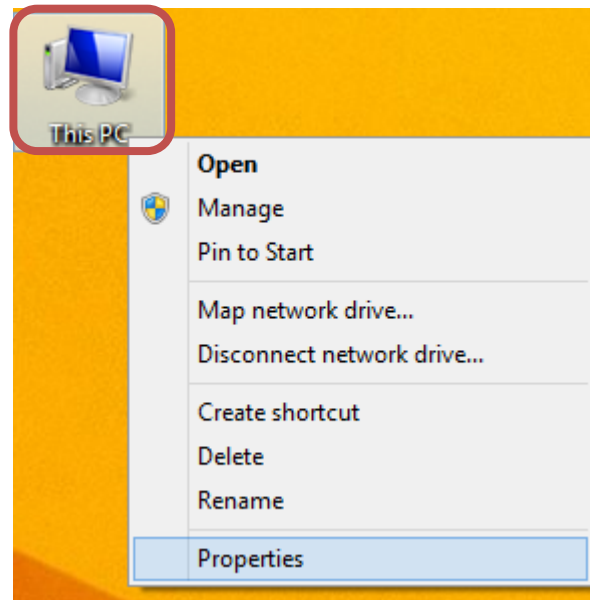 This PC
Open
Manage
Pin to Start
Map network drive...
Disconnect network drive...
Create shortcut
Delete
Rename
Properties